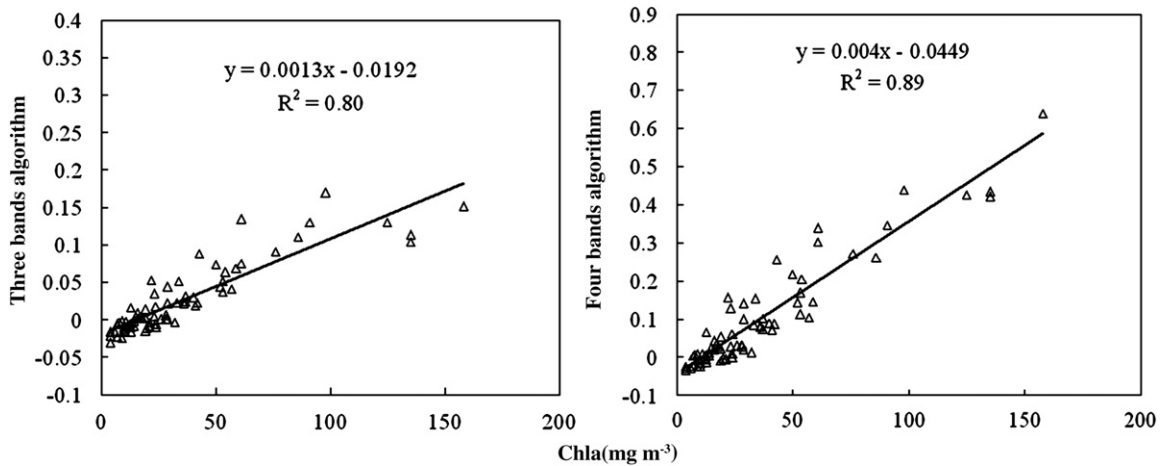 Three bands algorithm
0.4
0.35
0.3
0.25
0.2
0.15
0.1
0.05
0
-0.05
-0.1
y = 0.0013x - 0.0192
R² = 0.80
0 50 100 150 200
Four bands algorithm
0.9
0.8
0.7
0.6
0.5
0.4
0.3
0.2
0.1
0
-0.1
y = 0.004x - 0.0449
R² = 0.89
0 50 100 150 200
Chla(mg m⁻³)